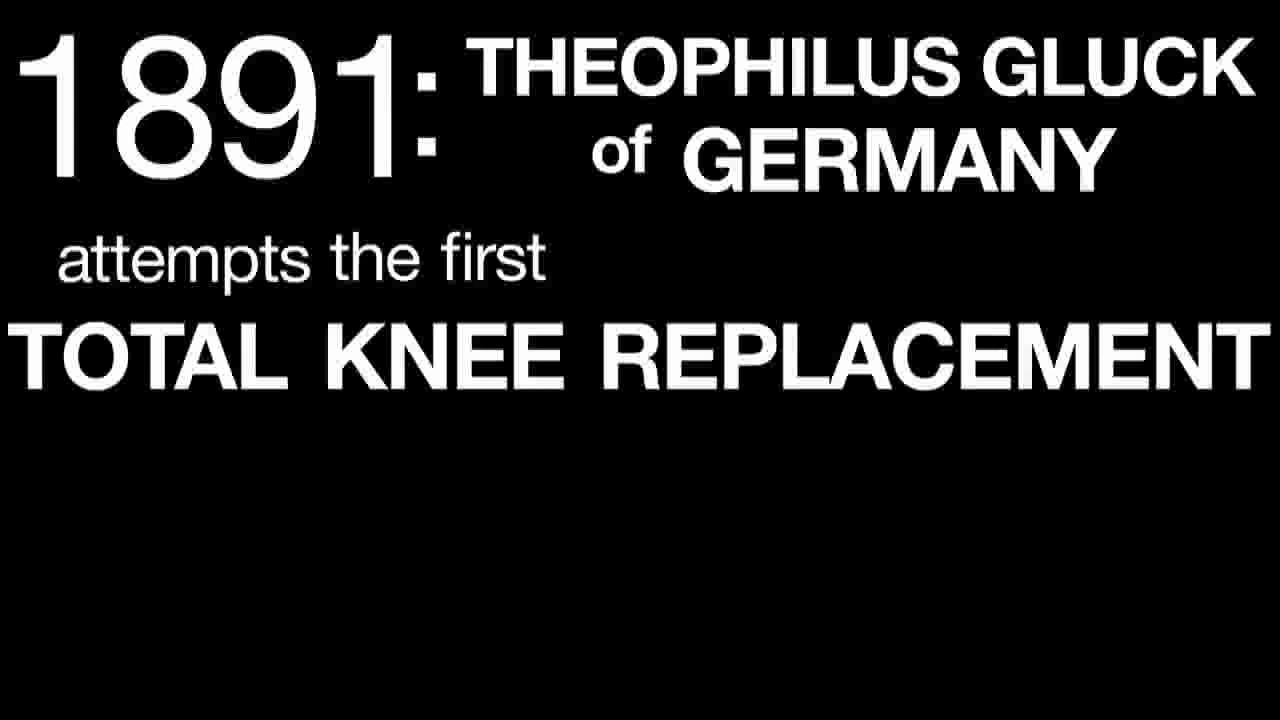 1891: THEOPHILUS GLUCK
of GERMANY
attempts the first
TOTAL KNEE REPLACEMENT